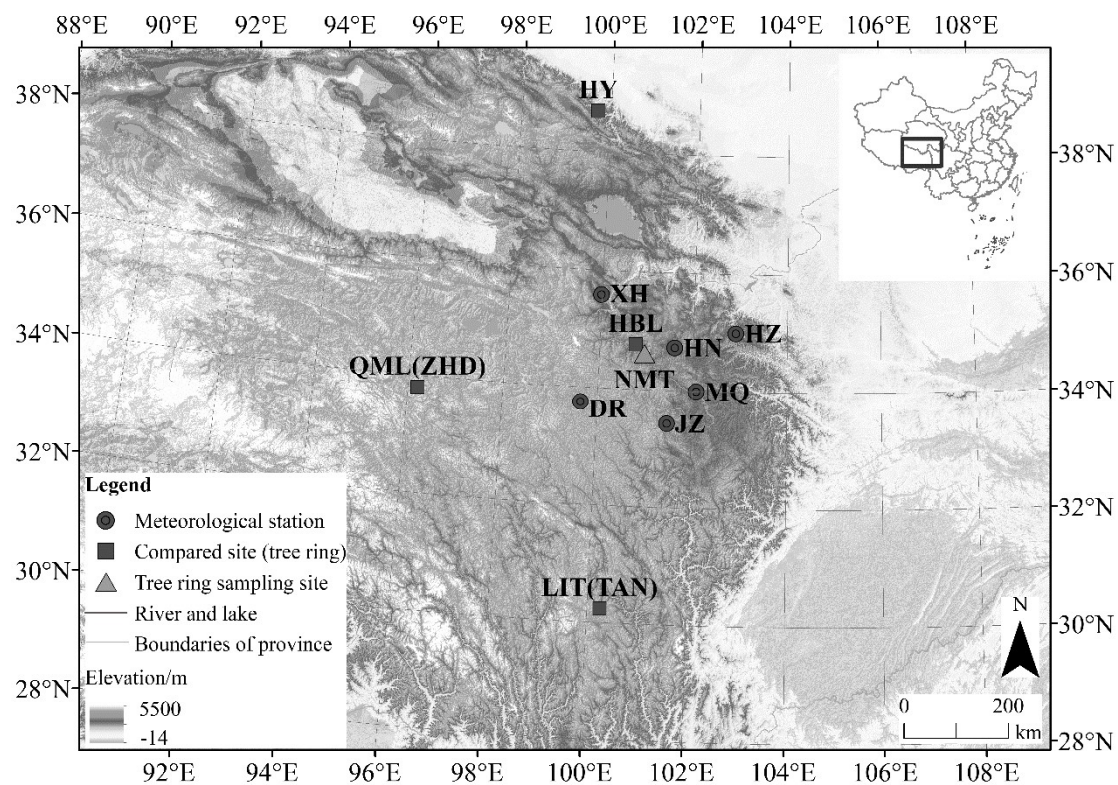 88°E 90°E 92°E 94°E 96°E 98°E 100°E 102°E 104°E 106°E 108°E
38°N
36°N
34°N
32°N
30°N
28°N
HY
XH
HBL
HN
HZ
NMT
QML(ZHD)
MQ
DR
JZ
LIT(TAN)
38°N
36°N
34°N
32°N
30°N
28°N
Legend
Meteorological station
Compared site (tree ring)
Tree ring sampling site
River and lake
Boundaries of province
Elevation/m
5500
-14
N
0 200
km
92°E 94°E 96°E 98°E 100°E 102°E 104°E 106°E 108°E